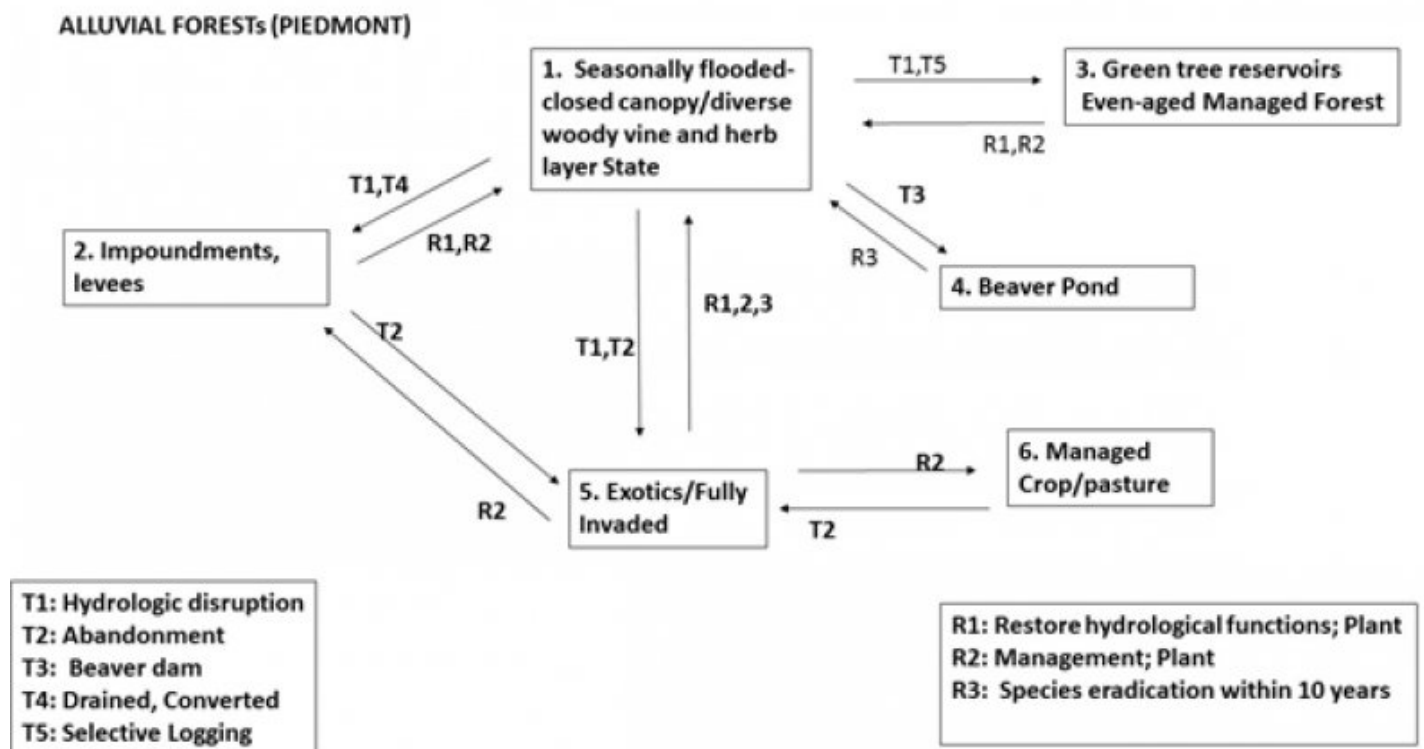 ALLUVIAL FORESTs (PIEDMONT)
1. Seasonally flooded-
closed canopy/diverse
woody vine and herb
layer State
T1,T5
3. Green tree reservoirs
Even-aged Managed Forest
R1,R2
T1,T4
R1,R2
T3
R3
2. Impoundments,
levees
4. Beaver Pond
R1,2,3
T2
T1,T2
R2
5. Exotics/Fully
Invaded
R2
T2
6. Managed
Crop/pasture
T1: Hydrologic disruption
T2: Abandonment
T3: Beaver dam
T4: Drained, Converted
T5: Selective Logging
R1: Restore hydrological functions; Plant
R2: Management; Plant
R3: Species eradication within 10 years